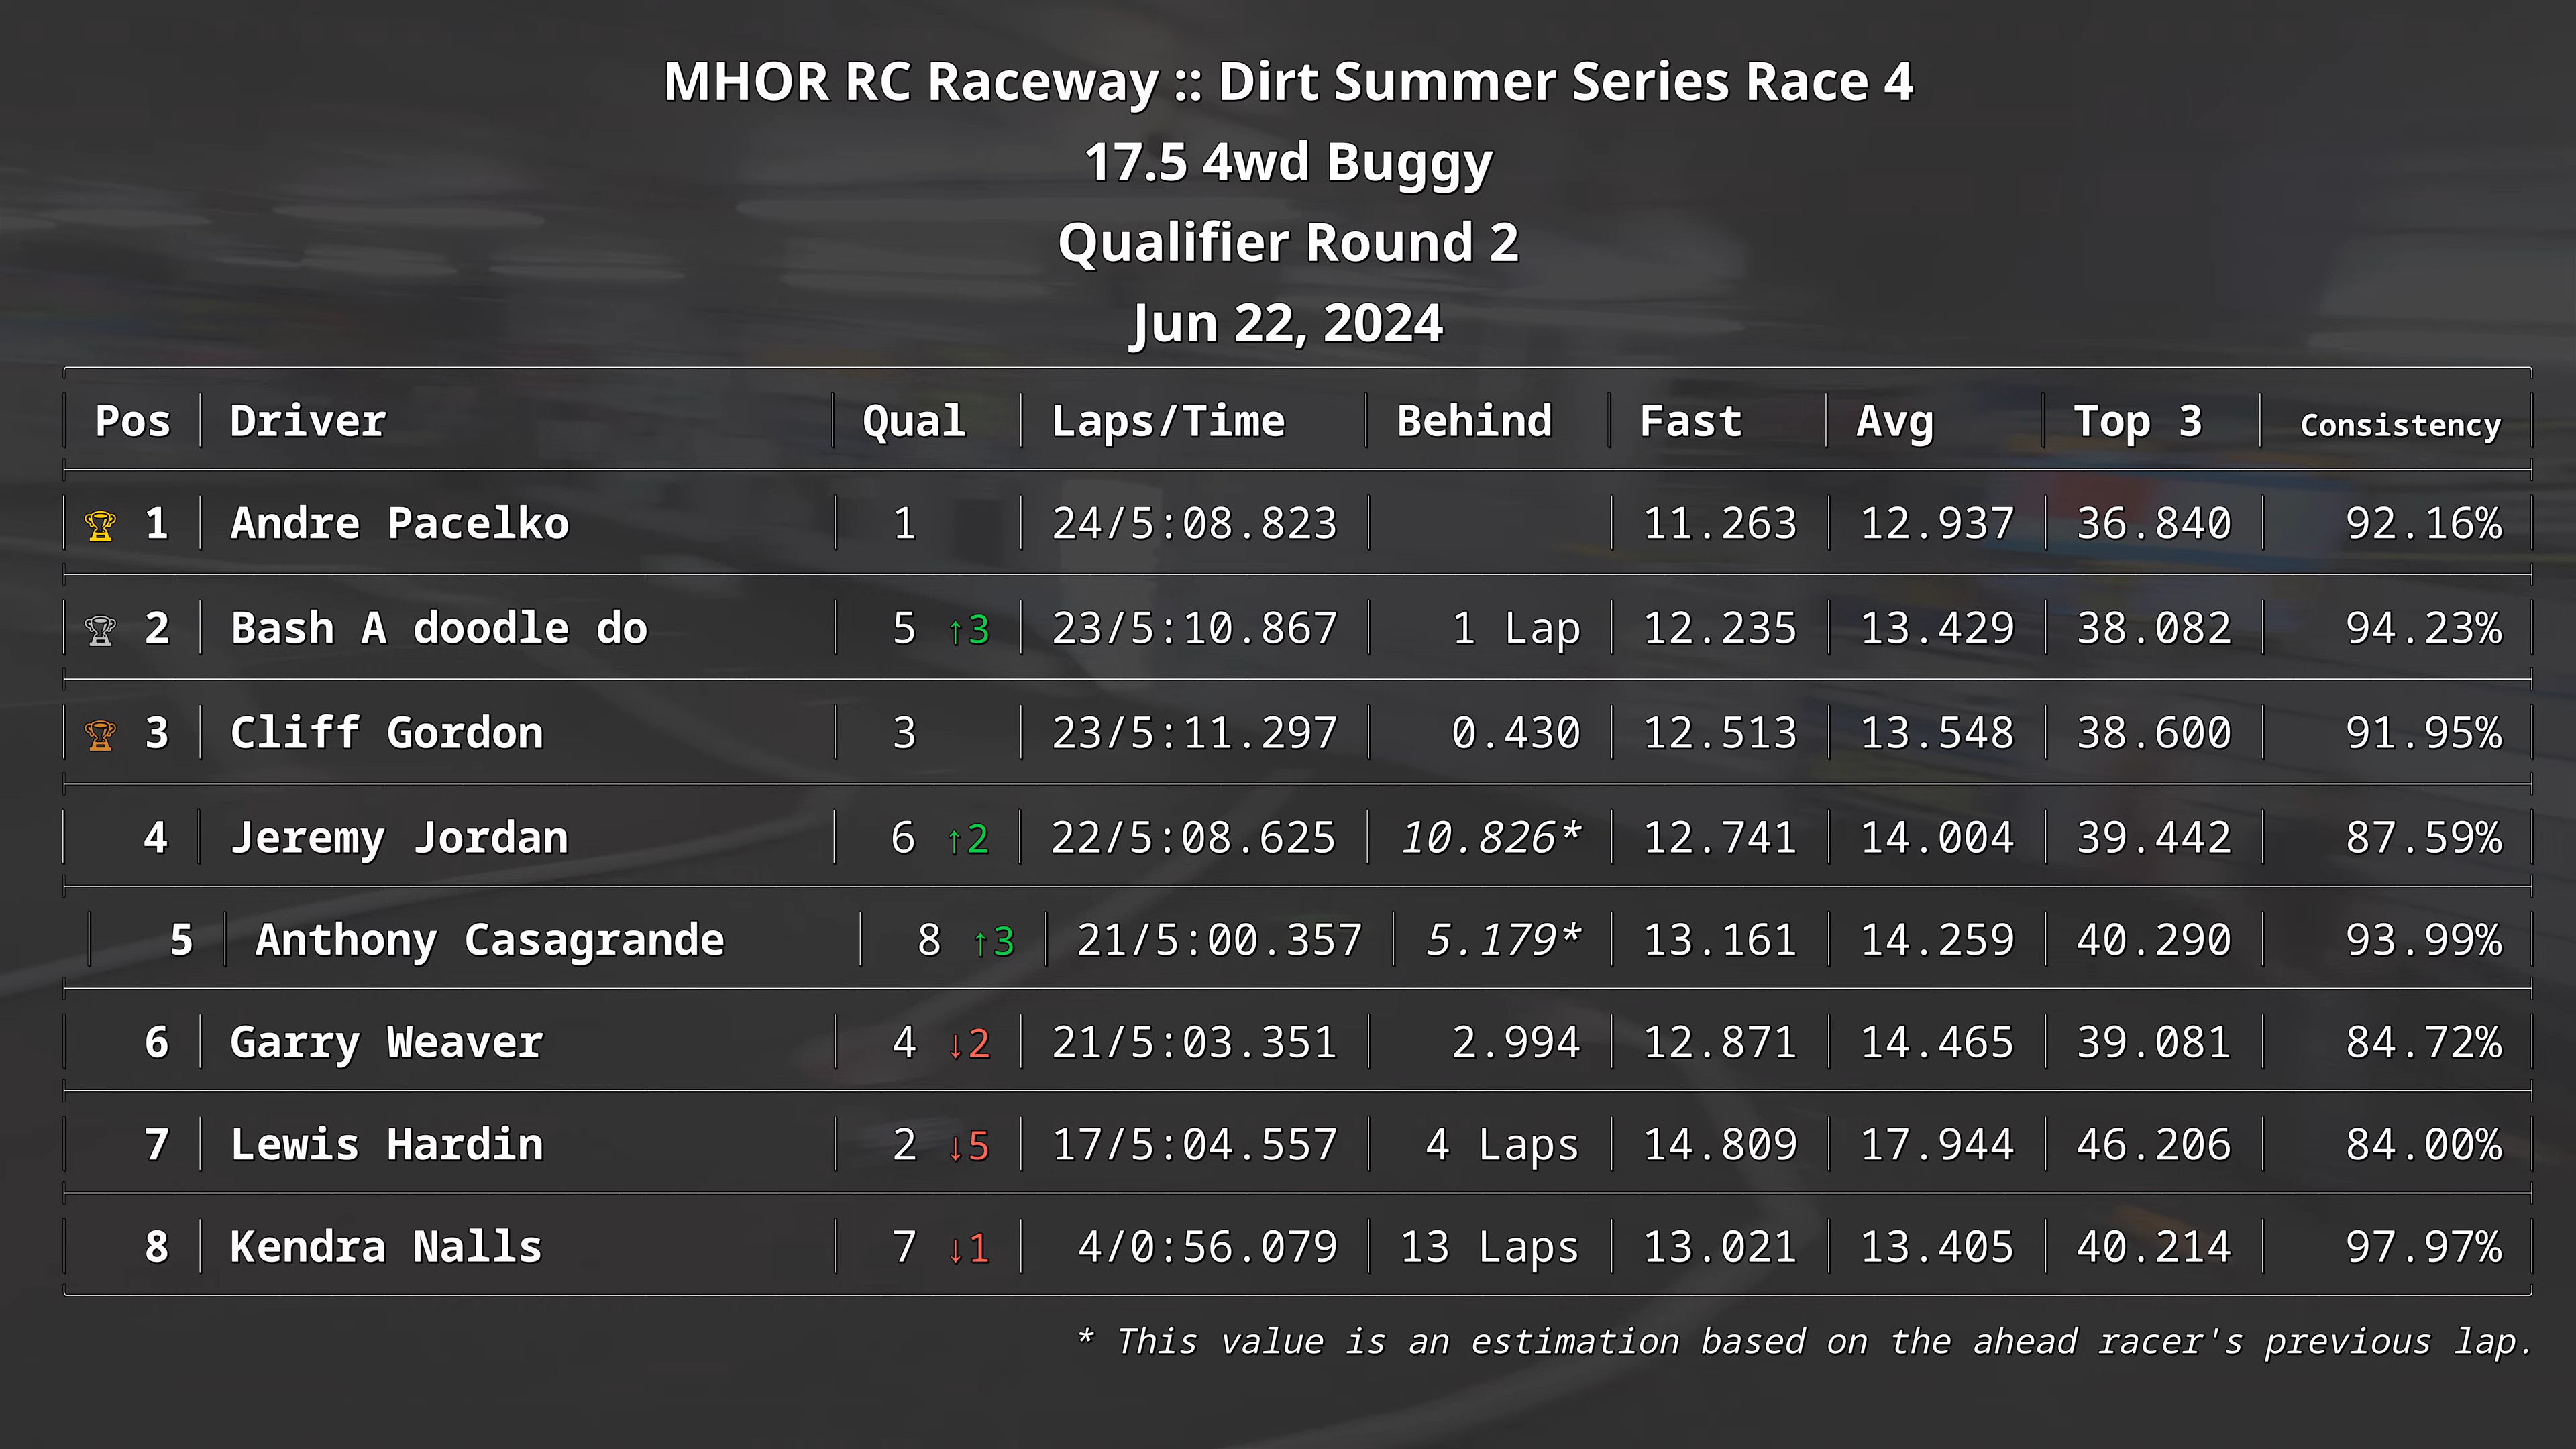 MHOR RC Raceway :: Dirt Summer Series Race 4
17.5 4wd Buggy
Qualifier Round 2
Jun 22, 2024
Pos Driver Qual Laps/Time Behind Fast Avg Top 3 Consistency
1 Andre Pacelko 1 24/5:08.823 11.263 12.937 36.840 92.16%
2 Bash A doodle do 5 ↑3 23/5:10.867 1 Lap 12.235 13.429 38.082 94.23%
3 Cliff Gordon 3 23/5:11.297 0.430 12.513 13.548 38.600 91.95%
4 Jeremy Jordan 6 ↑2 22/5:08.625 10.826* 12.741 14.004 39.442 87.59%
5 Anthony Casagrande 8 ↑3 21/5:00.357 5.179* 13.161 14.259 40.290 93.99%
6 Garry Weaver 4 ↓2 21/5:03.351 2.994 12.871 14.465 39.081 84.72%
7 Lewis Hardin 2 ↓5 17/5:04.557 4 Laps 14.809 17.944 46.206 84.00%
8 Kendra Nalls 7 ↓1 4/0:56.079 13 Laps 13.021 13.405 40.214 97.97%
* This value is an estimation based on the ahead racer's previous lap.